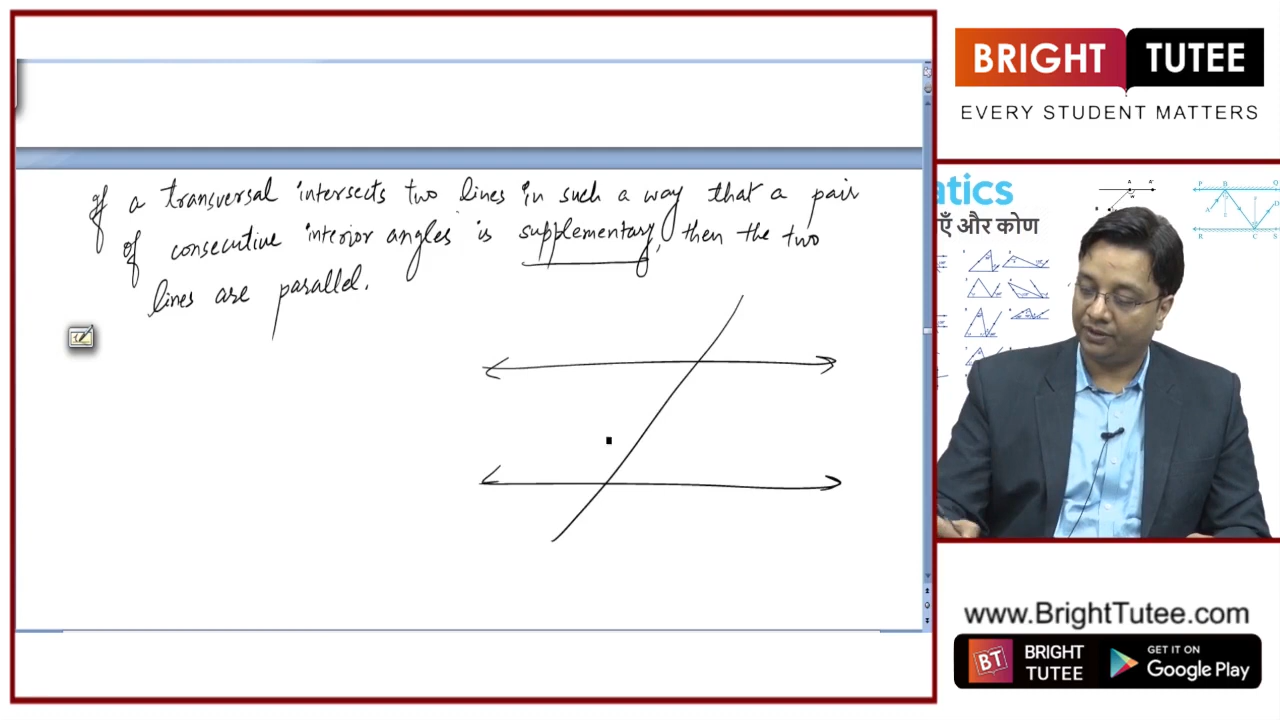 If a transversal intersects two lines in such a way that a pair
of consecutive interior angles is supplementary, then the two
lines are parallel.
BRIGHT TUTEE
EVERY STUDENT MATTERS
atics
एँ और कोण
www.BrightTutee.com
BT BRIGHT TUTEE
GET IT ON
Google Play